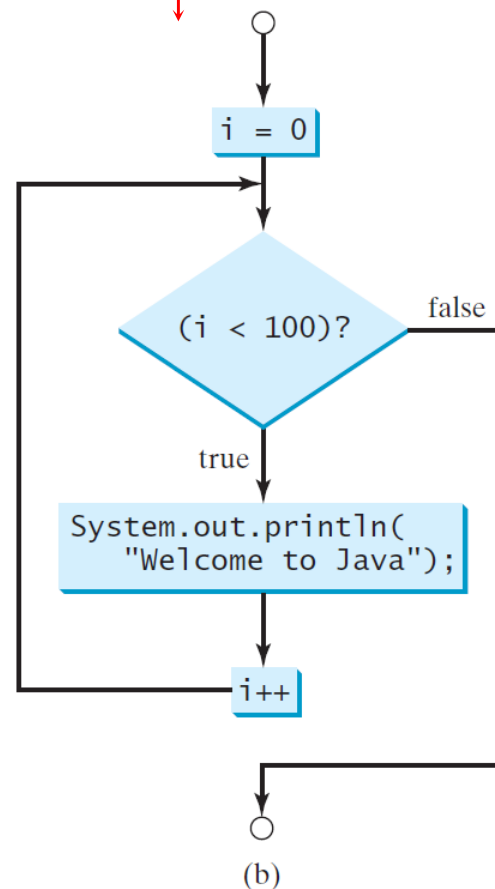 i = 0
(i < 100)?
false
true
System.out.println(
"Welcome to Java");
i++
(b)